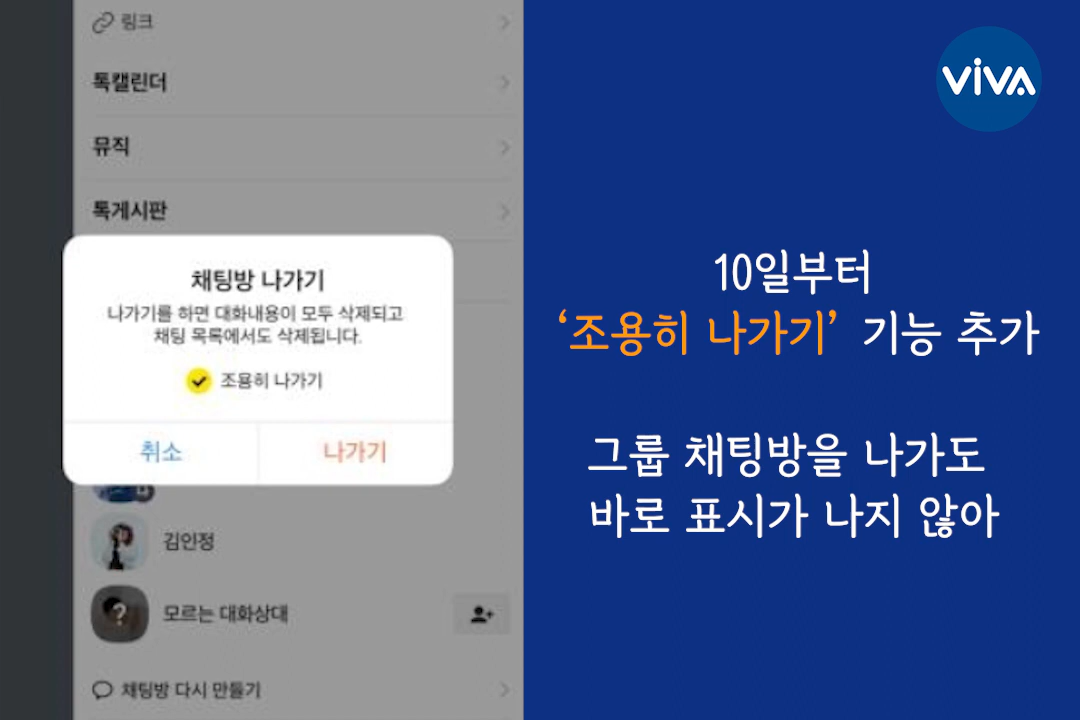 링크
톡캘린더
뮤직
톡게시판
채팅방 나가기
나가기를 하면 대화내용이 모두 삭제되고
채팅 목록에서도 삭제됩니다.
조용히 나가기
취소
나가기
김인정
?
모르는 대화상대
채팅방 다시 만들기
VIVA
10일부터
‘조용히 나가기’ 기능 추가
그룹 채팅방을 나가도
바로 표시가 나지 않아